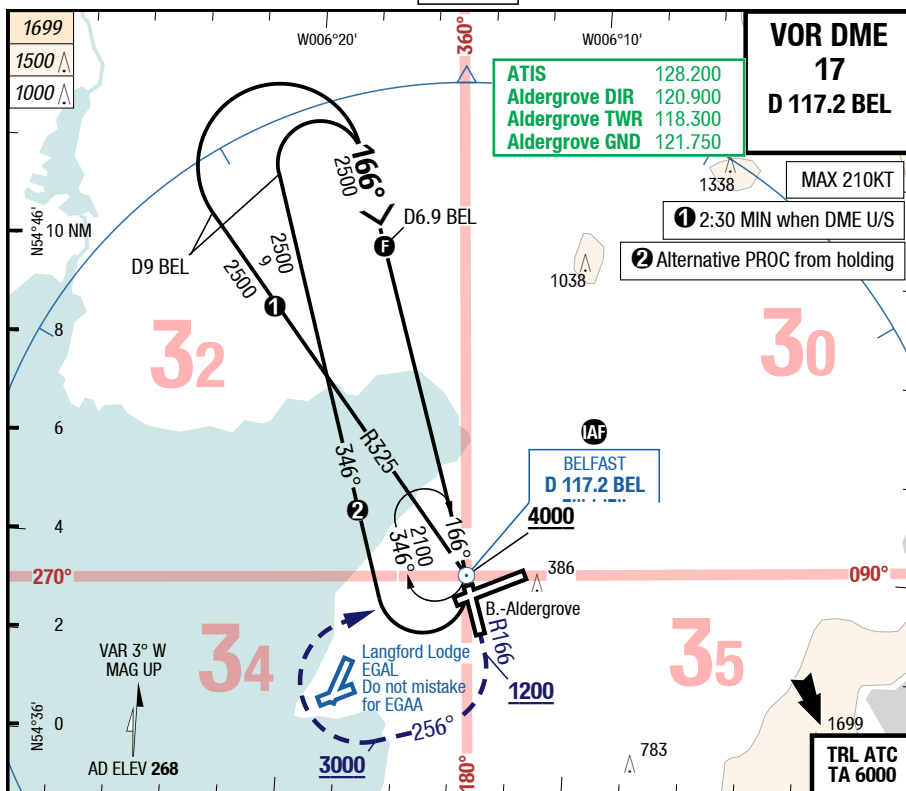 1699
1500
1000
W006°20'
360°
W006°10'
VOR DME
17
D 117.2 BEL
ATIS 128.200
Aldergrove DIR 120.900
Aldergrove TWR 118.300
Aldergrove GND 121.750
1338
MAX 210KT
1 2:30 MIN when DME U/S
2 Alternative PROC from holding
166°
2500
D6.9 BEL
F
N54°46'
10 NM
D9 BEL
2500
9
2500
1
1038
8
32
30
6
R325
346°
2
IAF
BELFAST
D 117.2 BEL
4000
4
166°
2100
346°
270°
386
090°
B.-Aldergrove
2
R166
VAR 3° W
MAG UP
34
Langford Lodge
EGAL
Do not mistake
for EGAA
35
1200
256°
N54°36'
0
3000
180°
783
1699
AD ELEV 268
TRL ATC
TA 6000